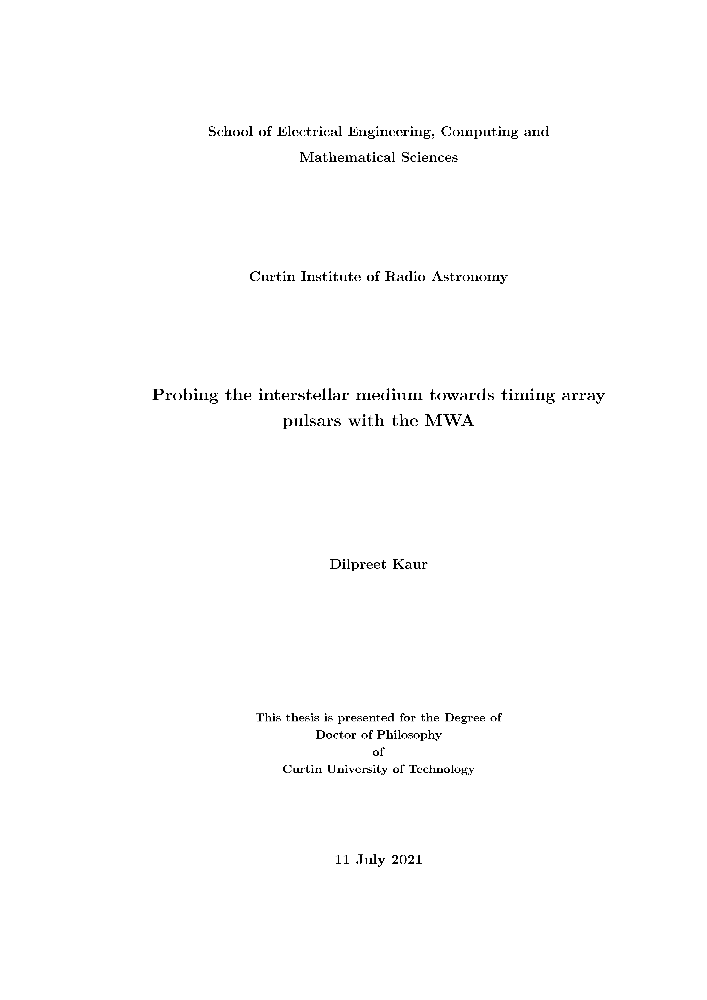 School of Electrical Engineering, Computing and
Mathematical Sciences
Curtin Institute of Radio Astronomy
Probing the interstellar medium towards timing array
pulsars with the MWA
Dilpreet Kaur
This thesis is presented for the Degree of
Doctor of Philosophy
of
Curtin University of Technology
11 July 2021